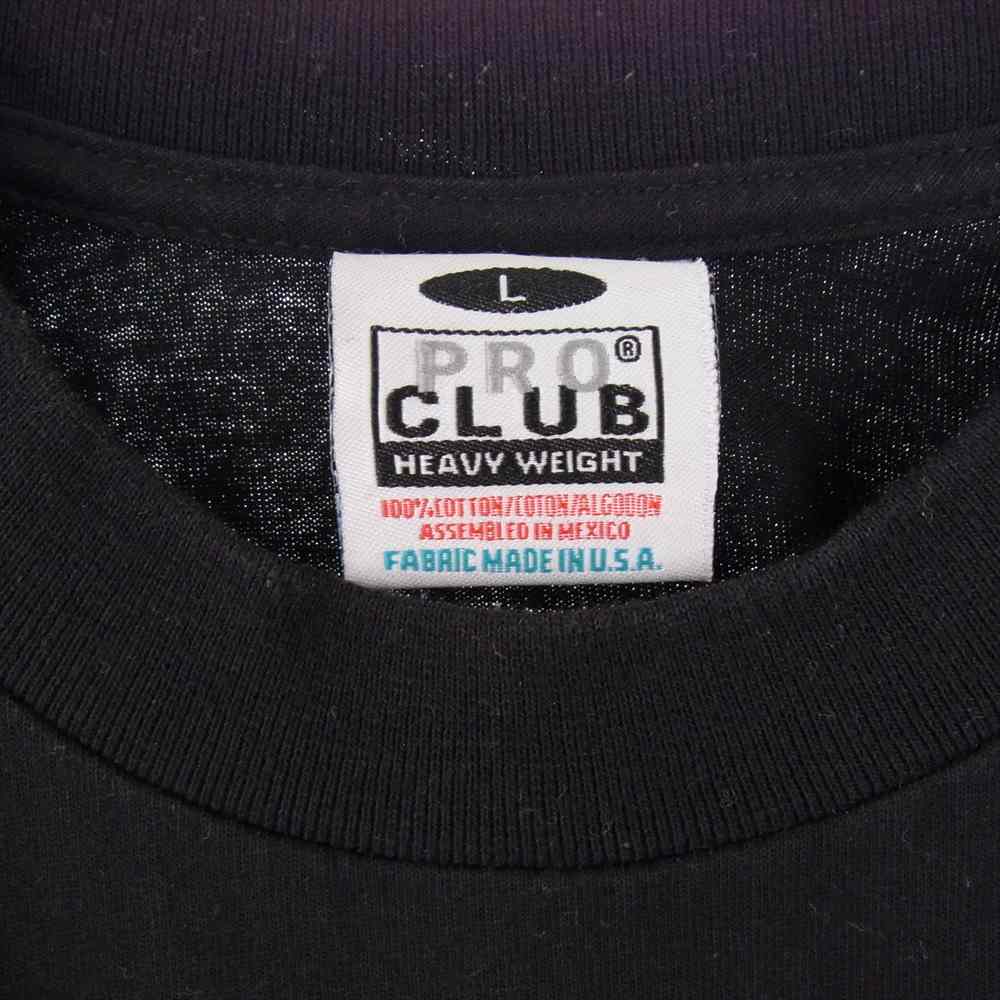 L
PRO®
CLUB
HEAVY WEIGHT
100%COTTON/COTON/ALGODON
ASSEMBLED IN MEXICO
FABRIC MADE IN U.S.A.